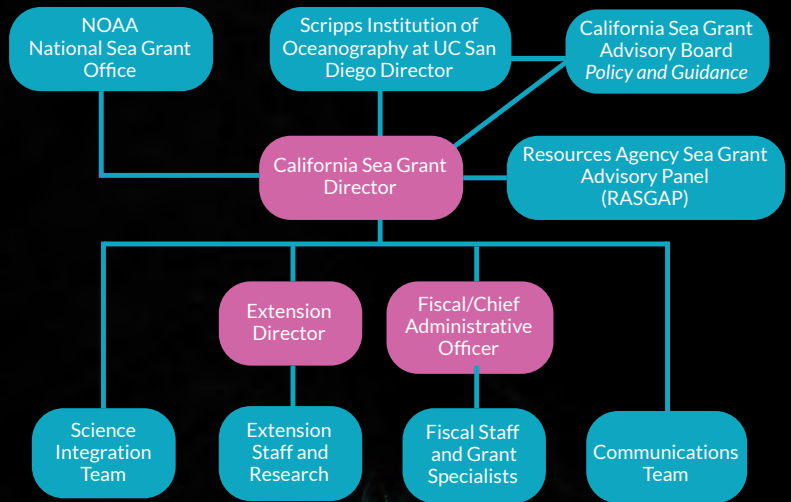 NOAA
National Sea Grant
Office
Scripps Institution of
Oceanography at UC San
Diego Director
California Sea Grant
Advisory Board
Policy and Guidance
California Sea Grant
Director
Resources Agency Sea Grant
Advisory Panel
(RASGAP)
Extension
Director
Fiscal/Chief
Administrative
Officer
Science
Integration
Team
Extension
Staff and
Research
Fiscal Staff
and Grant
Specialists
Communications
Team